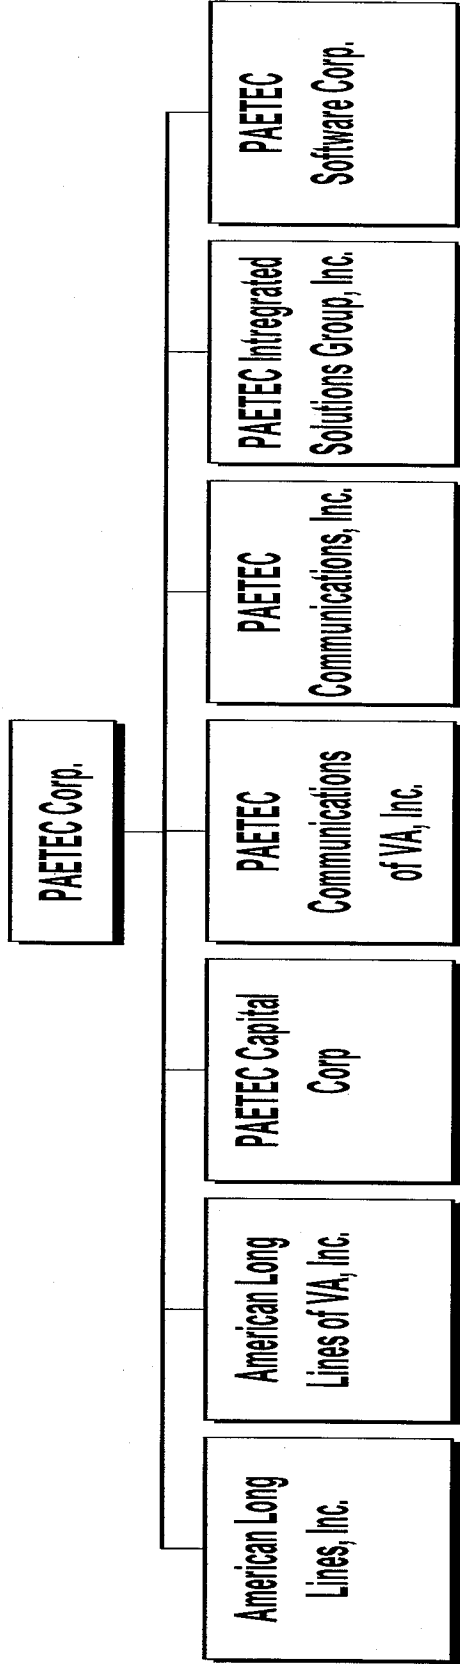 PAETEC Corp.
American Long
Lines, Inc.
American Long
Lines of VA, Inc.
PAETEC Capital
Corp
PAETEC
Communications
of VA, Inc.
PAETEC
Communications, Inc.
PAETEC Intregrated
Solutions Group, Inc.
PAETEC
Software Corp.